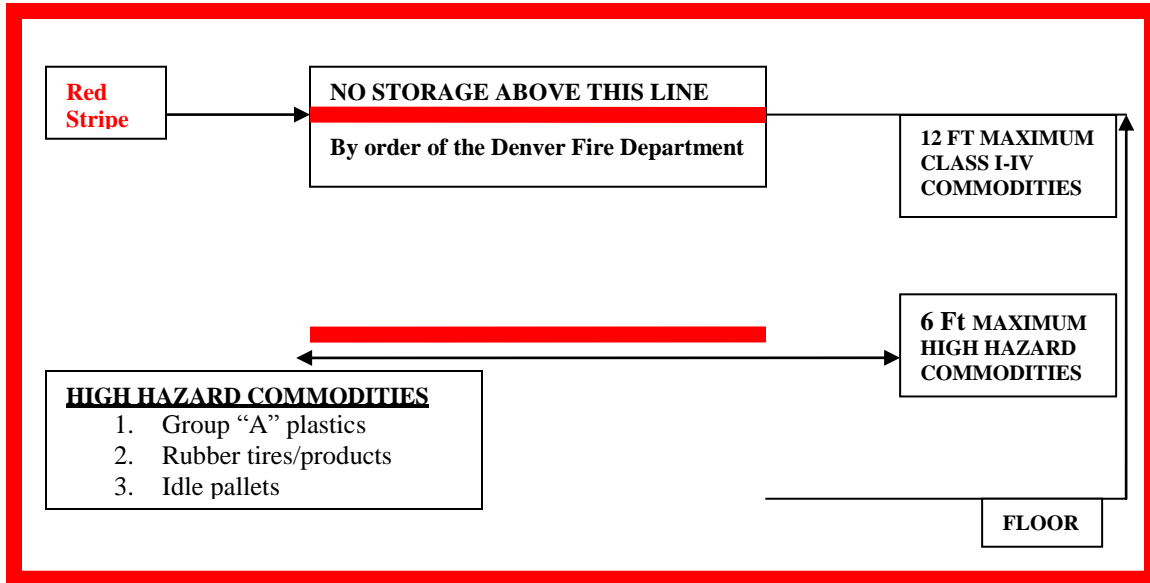 Red
Stripe
NO STORAGE ABOVE THIS LINE
By order of the Denver Fire Department
12 FT MAXIMUM
CLASS I-IV
COMMODITIES
6 Ft MAXIMUM
HIGH HAZARD
COMMODITIES
HIGH HAZARD COMMODITIES
1. Group “A” plastics
2. Rubber tires/products
3. Idle pallets
FLOOR